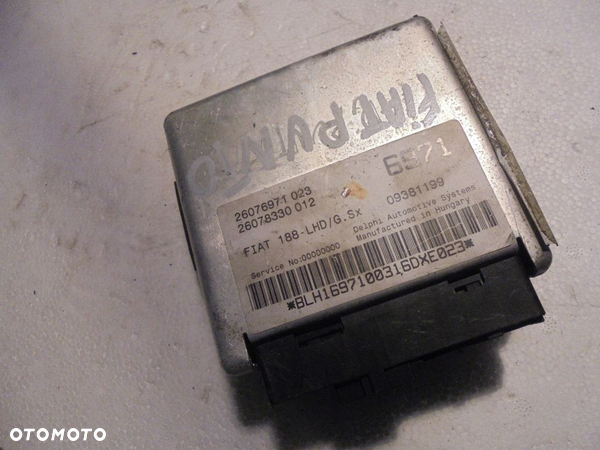 FIAT PUNTO
6971
26076971 023
26078330 012
09381199
FIAT 188-LHD/G.Sx
Delphi Automotive Systems
Manufactured in Hungary
Service No:00000000
*BLH1697100316DXE023*
OTOMOTO